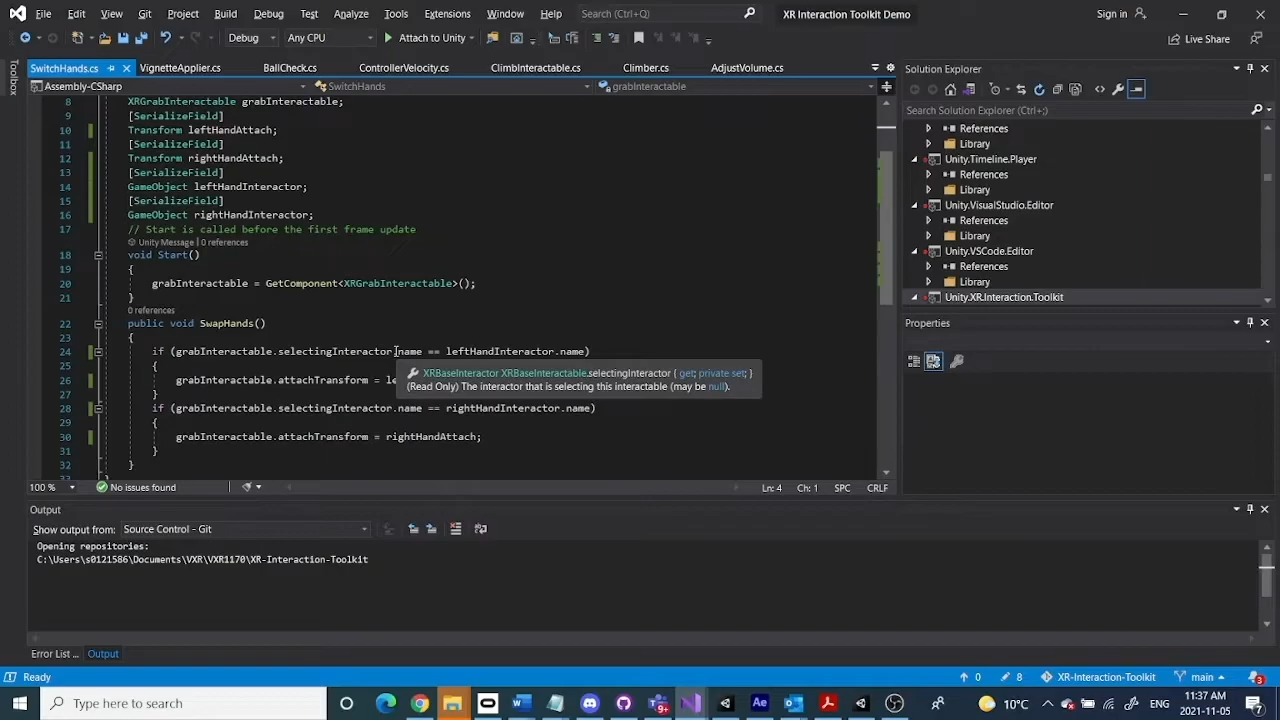 File Edit View Git Project Build Debug Test Analyze Tools Extensions Window Help Search (Ctrl+Q) XR Interaction Toolkit Demo Sign in
Debug Any CPU Attach to Unity Live Share
SwitchHands.cs VignetteApplier.cs BallCheck.cs ControllerVelocity.cs ClimbInteractable.cs Climber.cs AdjustVolume.cs
Toolbox
Assembly-CSharp SwitchHands grabInteractable
8 XRGrabInteractable grabInteractable;
9 [SerializeField]
10 Transform leftHandAttach;
11 [SerializeField]
12 Transform rightHandAttach;
13 [SerializeField]
14 GameObject leftHandInteractor;
15 [SerializeField]
16 GameObject rightHandInteractor;
17 // Start is called before the first frame update
Unity Message | 0 references
18 void Start()
19 {
20 grabInteractable = GetComponent<XRGrabInteractable>();
21 }
0 references
22 public void SwapHands()
23 {
24 if (grabInteractable.selectingInteractor.name == leftHandInteractor.name)
25 {
XRBaseInteractor XRBaseInteractable.selectingInteractor { get; private set; }
(Read Only) The interactor that is selecting this interactable (may be null).
26 grabInteractable.attachTransform = le
27 }
28 if (grabInteractable.selectingInteractor.name == rightHandInteractor.name)
29 {
30 grabInteractable.attachTransform = rightHandAttach;
31 }
32 }
33
100 % No issues found Ln: 4 Ch: 1 SPC CRLF
Solution Explorer
Search Solution Explorer (Ctrl+;)
References
Library
Unity.Timeline.Player
References
Library
Unity.VisualStudio.Editor
References
Library
Unity.VSCode.Editor
References
Library
Unity.XR.Interaction.Toolkit
Properties
Output
Show output from: Source Control - Git
Opening repositories:
C:\Users\s0121586\Documents\VXR\VXR1170\XR-Interaction-Toolkit
Error List ... Output
Ready 0 8 XR-Interaction-Toolkit main 3
Type here to search 9+ Ae 10°C 11:37 AM
2021-11-05